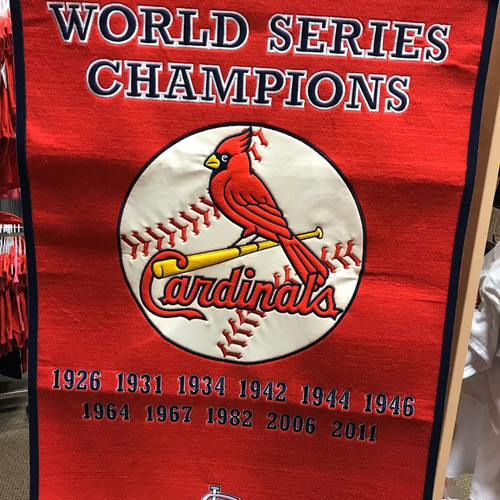 WORLD SERIES
CHAMPIONS
Cardinals
1926 1931 1934 1942 1944 1946
1964 1967 1982 2006 2011